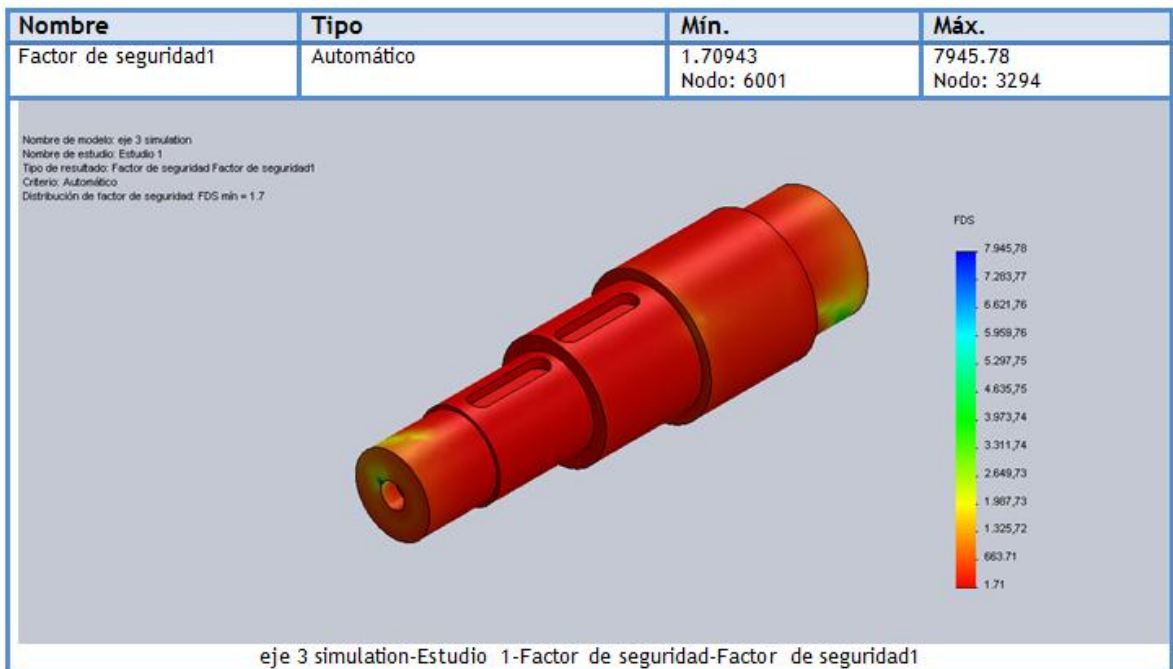 Nombre Tipo Mín. Máx.
Factor de seguridad1 Automático 1.70943 7945.78
Nodo: 6001 Nodo: 3294
Nombre de modelo: eje 3 simulation
Nombre de estudio: Estudio 1
Tipo de resultado: Factor de seguridad Factor de seguridad1
Criterio: Automático
Distribución de factor de seguridad: FDS mín = 1.7
FDS
7.945,78
7.283,77
6.621,76
5.959,76
5.297,75
4.635,75
3.973,74
3.311,74
2.649,73
1.987,73
1.325,72
663.71
1.71
eje 3 simulation-Estudio 1-Factor de seguridad-Factor de seguridad1